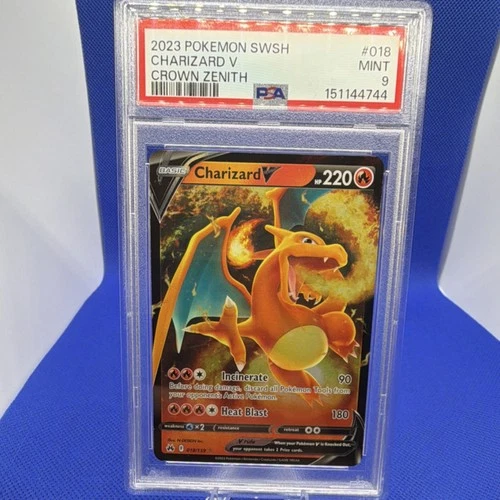 2023 POKEMON SWSH #018
CHARIZARD V MINT
CROWN ZENITH 9
PSA 151144744
BASIC Charizard V HP 220
Incinerate 90
Before doing damage, discard all Pokémon Tools from
your opponent's Active Pokémon.
Heat Blast 180
weakness ×2 resistance retreat
V rule When your Pokémon V is Knocked Out,
your opponent takes 2 Prize cards.